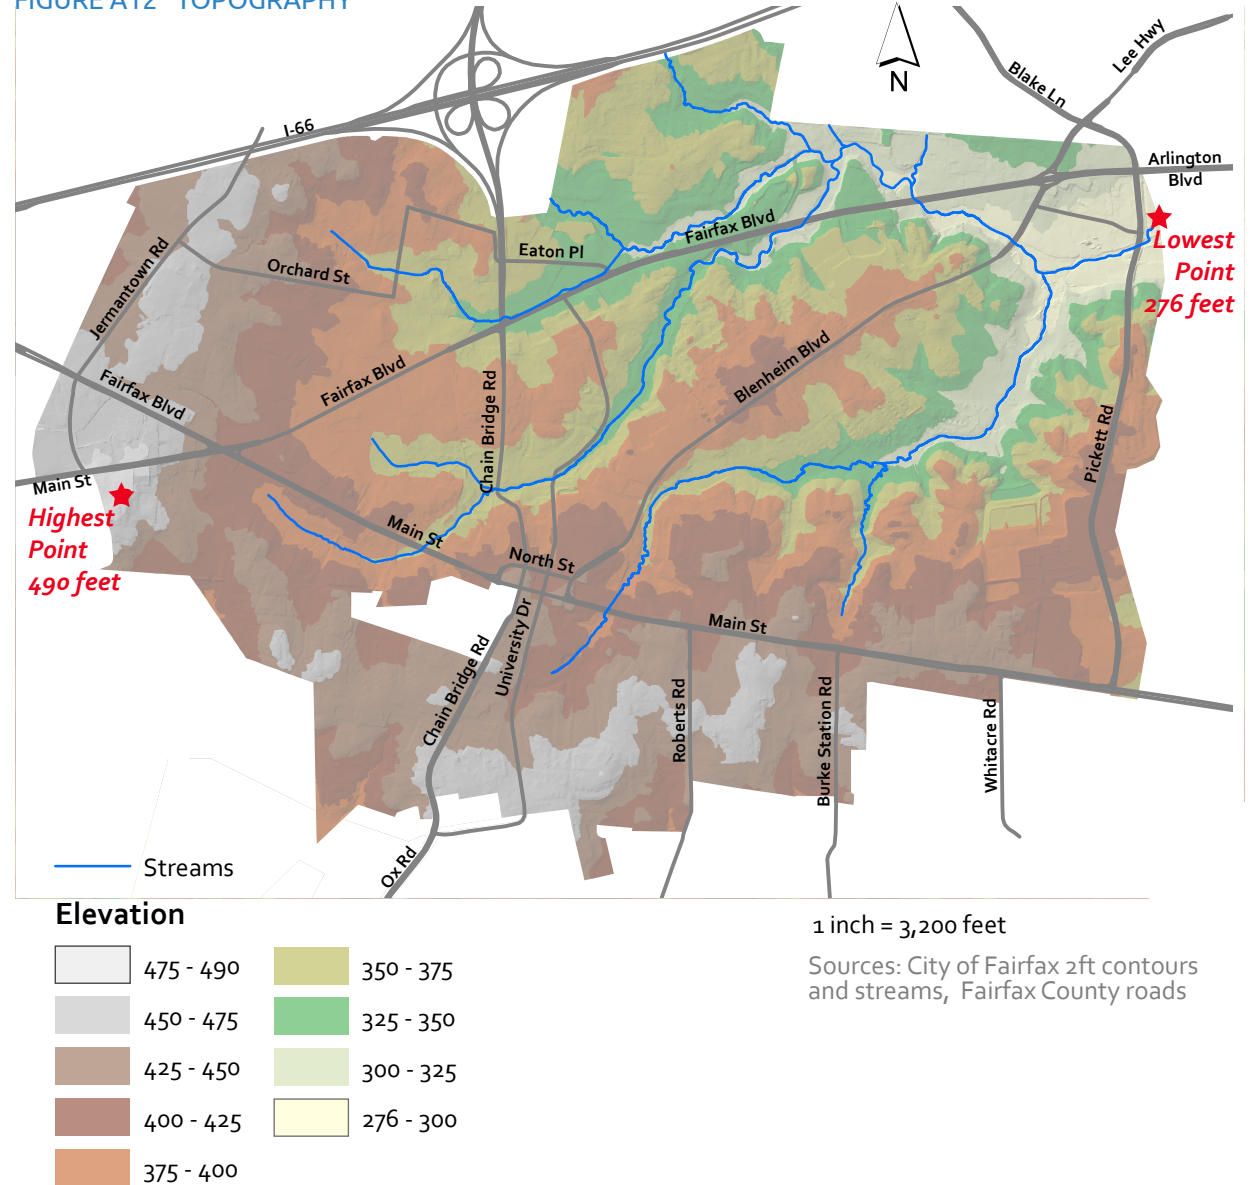 FIGURE A12 TOPOGRAPHY
N
Lee Hwy
Blake Ln
I-66
Arlington
Blvd
Fairfax Blvd
Eaton Pl
Orchard St
Jermantown Rd
Lowest
Point
276 feet
Blenheim Blvd
Fairfax Blvd
Fairfax Blvd
Chain Bridge Rd
Pickett Rd
Main St
Highest
Point
490 feet
Main St
North St
University Dr
Main St
Chain Bridge Rd
Roberts Rd
Burke Station Rd
Whitacre Rd
Ox Rd
Streams
Elevation
475 - 490
450 - 475
425 - 450
400 - 425
375 - 400
350 - 375
325 - 350
300 - 325
276 - 300
1 inch = 3,200 feet
Sources: City of Fairfax 2ft contours
and streams, Fairfax County roads